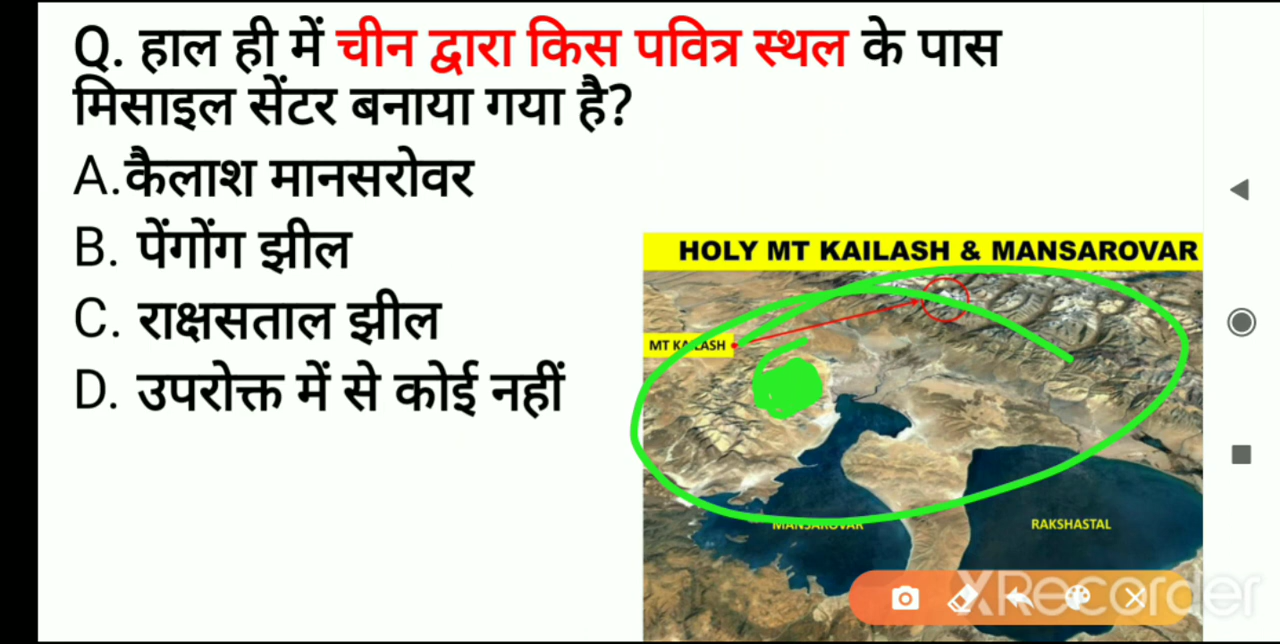 Q. हाल ही में चीन द्वारा किस पवित्र स्थल के पास
मिसाइल सेंटर बनाया गया है?
A.कैलाश मानसरोवर
B. पेंगोंग झील
C. राक्षसताल झील
D. उपरोक्त में से कोई नहीं
HOLY MT KAILASH & MANSAROVAR
MT KAILASH
MANSAROVAR
RAKSHASTAL
XRecorder